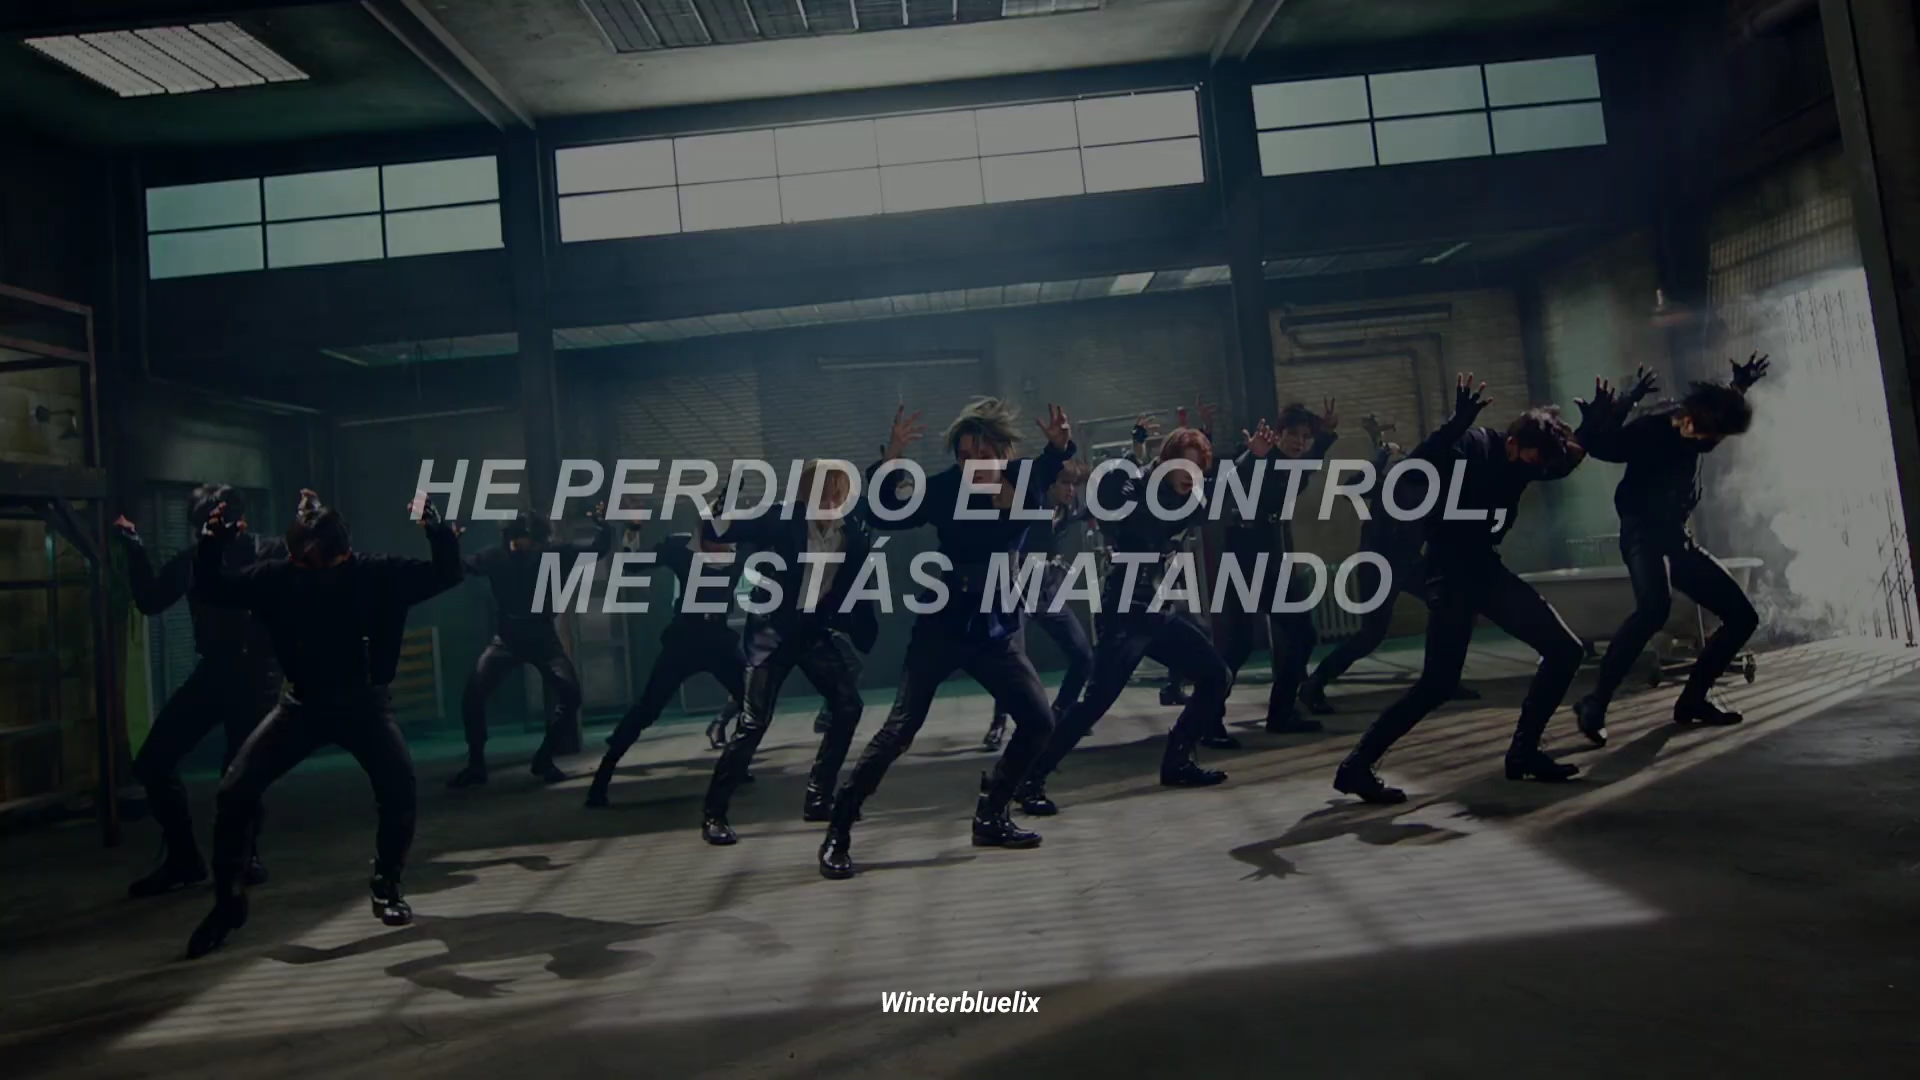 HE PERDIDO EL CONTROL,
ME ESTÁS MATANDO
Winterbluelix